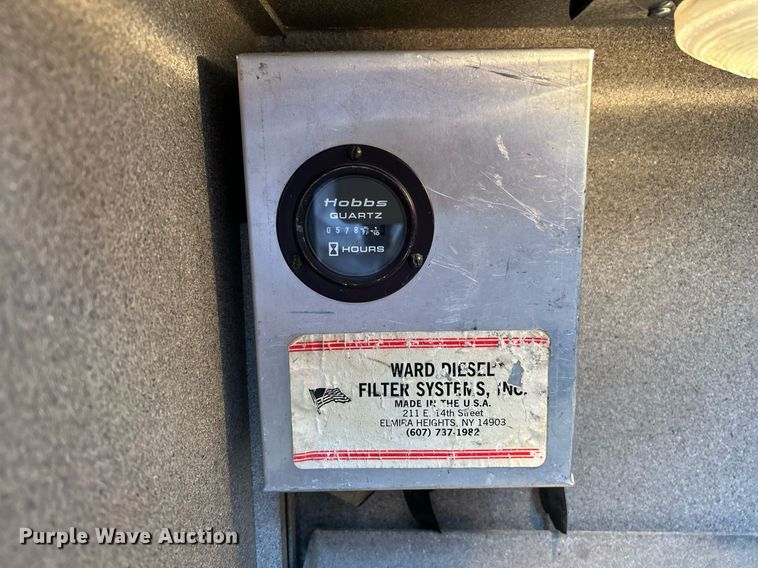 Hobbs
QUARTZ
0578
HOURS
WARD DIESEL
FILTER SYSTEMS, INC.
MADE IN THE U.S.A.
211 E. 14th Street
ELMIRA HEIGHTS, NY 14903
(607) 737-1982
Purple Wave Auction